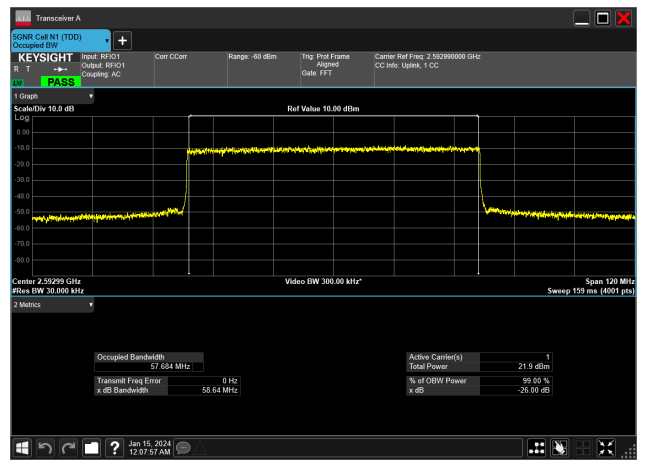 Transceiver A
5GNR Cell N1 (TDD)
Occupied BW
KEYSIGHT
R T
PASS
Input: RFIO1
Output: RFIO1
Coupling: AC
Corr CCorr
Range: -60 dBm
Trig: Prot Frame
Aligned
Gate: FFT
Carrier Ref Freq: 2.592990000 GHz
CC Info: Uplink, 1 CC
1 Graph
Scale/Div 10.0 dB
Ref Value 10.00 dBm
Log
0.00
-10.0
-20.0
-30.0
-40.0
-50.0
-60.0
-70.0
-80.0
Center 2.59299 GHz
Video BW 300.00 kHz*
Span 120 MHz
#Res BW 30.000 kHz
Sweep 159 ms (4001 pts)
2 Metrics
Occupied Bandwidth
57.684 MHz
Active Carrier(s) 1
Total Power 21.9 dBm
Transmit Freq Error 0 Hz
x dB Bandwidth 58.64 MHz
% of OBW Power 99.00 %
x dB -26.00 dB
Jan 15, 2024
12:07:57 AM